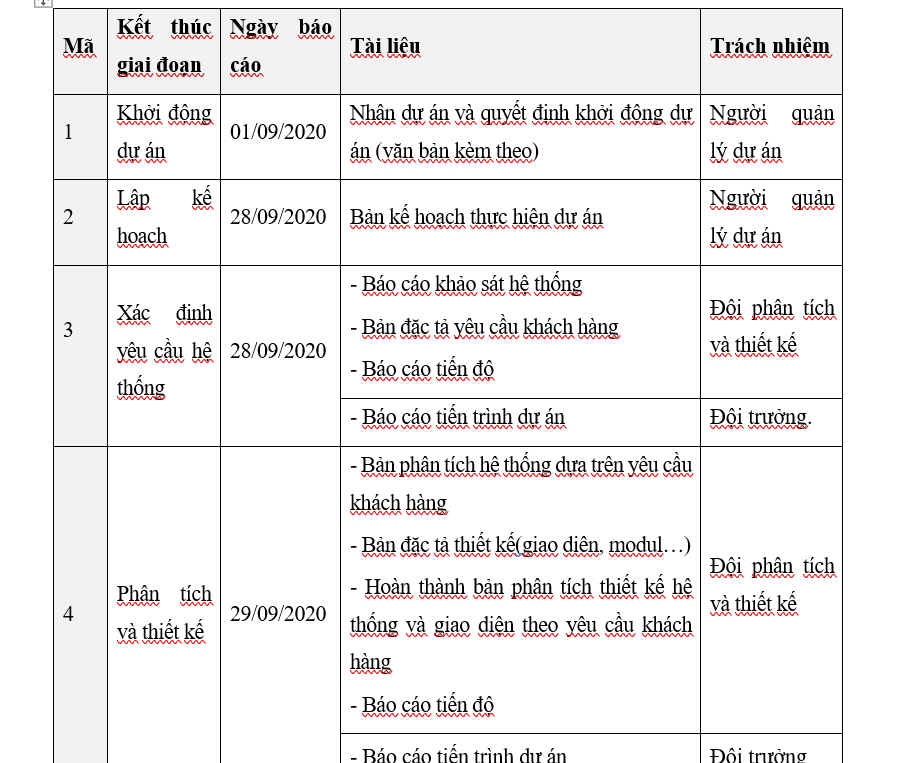 Mã
Kết thúc
giai đoạn
Ngày báo
cáo
Tài liệu
Trách nhiệm
1
Khởi động
dự án
01/09/2020
Nhân dự án và quyết định khởi động dự
án (văn bản kèm theo)
Người quản
lý dự án
2
Lập kế
hoạch
28/09/2020
Bản kế hoạch thực hiện dự án
Người quản
lý dự án
3
Xác định
yêu cầu hệ
thống
28/09/2020
- Báo cáo khảo sát hệ thống
- Bản đặc tả yêu cầu khách hàng
- Báo cáo tiến độ
Đội phân tích
và thiết kế
- Báo cáo tiến trình dự án
Đội trưởng.
4
Phân tích
và thiết kế
29/09/2020
- Bản phân tích hệ thống dựa trên yêu cầu
khách hàng
- Bản đặc tả thiết kế(giao diện, modul…)
- Hoàn thành bản phân tích thiết kế hệ
thống và giao diện theo yêu cầu khách
hàng
- Báo cáo tiến độ
Đội phân tích
và thiết kế
- Báo cáo tiến trình dự án
Đội trưởng